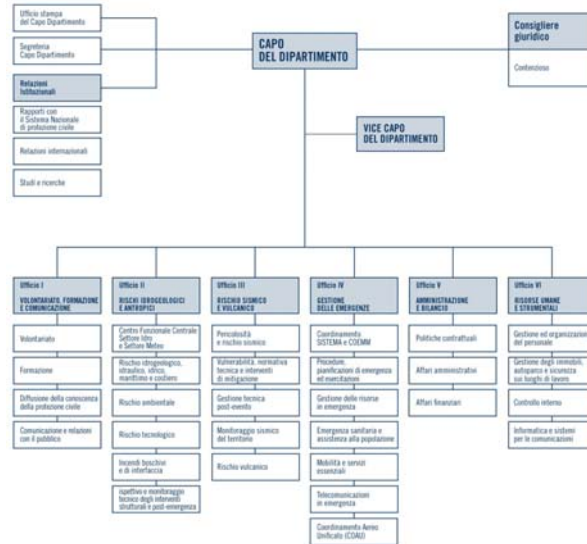 Ufficio stampa
del Capo Dipartimento
Segreteria
Capo Dipartimento
Relazioni
Istituzionali
Rapporti con
il Sistema Nazionale
di protezione civile
Relazioni internazionali
Studi e ricerche
CAPO
DEL DIPARTIMENTO
VICE CAPO
DEL DIPARTIMENTO
Consigliere
giuridico
Contenzioso
Ufficio I
VOLONTARIATO, FORMAZIONE
E COMUNICAZIONE
Volontariato
Formazione
Diffusione della conoscenza
della protezione civile
Comunicazione e relazioni
con il pubblico
Ufficio II
RISCHI IDROGEOLOGICI
E ANTROPICI
Centro Funzionale Centrale
Settore Idro
e Settore Meteo
Rischio idrogeologico,
idraulico, idrico,
marittimo e costiero
Rischio ambientale
Rischio tecnologico
Incendi boschivi
e di interfaccia
ispettivo e monitoraggio
tecnico degli interventi
strutturali e post-emergenza
Ufficio III
RISCHIO SISMICO
E VULCANICO
Pericolosità
e rischio sismico
Vulnerabilità, normativa
tecnica e interventi
di mitigazione
Gestione tecnica
post-evento
Monitoraggio sismico
del territorio
Rischio vulcanico
Ufficio IV
GESTIONE
DELLE EMERGENZE
Coordinamento
SISTEMA e COEMM
Procedure,
pianificazioni di emergenza
ed esercitazioni
Gestione delle risorse
in emergenza
Emergenza sanitaria e
assistenza alla popolazione
Mobilità e servizi
essenziali
Telecomunicazioni
in emergenza
Coordinamento Aereo
Unificato (COAU)
Ufficio V
AMMINISTRAZIONE
E BILANCIO
Politiche contrattuali
Affari amministrativi
Affari finanziari
Ufficio VI
RISORSE UMANE
E STRUMENTALI
Gestione ed organizzazione
del personale
Gestione degli immobili,
autoparco e sicurezza
sui luoghi di lavoro
Controllo interno
Informatica e sistemi
per le comunicazioni